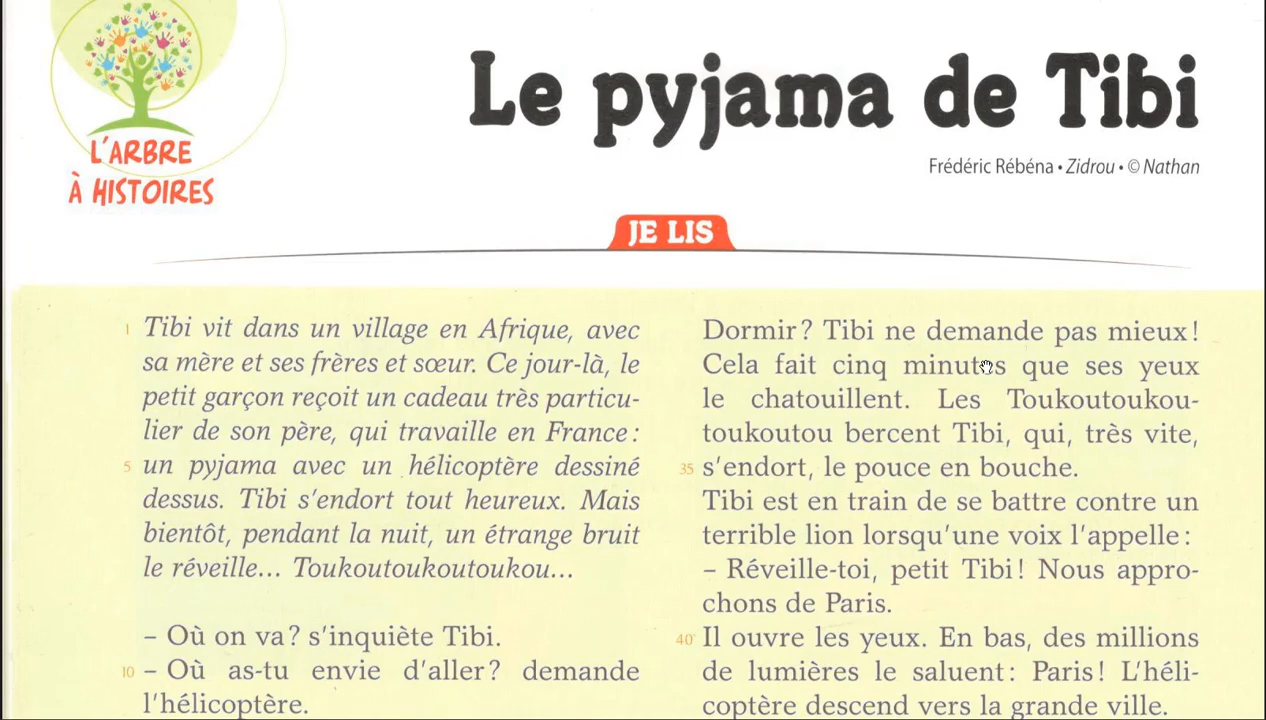 L'ARBRE
À HISTOIRES
Le pyjama de Tibi
Frédéric Rébéna • Zidrou • © Nathan
JE LIS
1 Tibi vit dans un village en Afrique, avec
sa mère et ses frères et sœur. Ce jour-là, le
petit garçon reçoit un cadeau très particu-
lier de son père, qui travaille en France :
5 un pyjama avec un hélicoptère dessiné
dessus. Tibi s'endort tout heureux. Mais
bientôt, pendant la nuit, un étrange bruit
le réveille... Toukoutoukoutoukou...
– Où on va ? s'inquiète Tibi.
10 – Où as-tu envie d'aller ? demande
l'hélicoptère.
Dormir ? Tibi ne demande pas mieux !
Cela fait cinq minutes que ses yeux
le chatouillent. Les Toukoutoukou-
toukoutou bercent Tibi, qui, très vite,
35 s'endort, le pouce en bouche.
Tibi est en train de se battre contre un
terrible lion lorsqu'une voix l'appelle :
– Réveille-toi, petit Tibi ! Nous appro-
chons de Paris.
40 Il ouvre les yeux. En bas, des millions
de lumières le saluent : Paris ! L'héli-
coptère descend vers la grande ville.